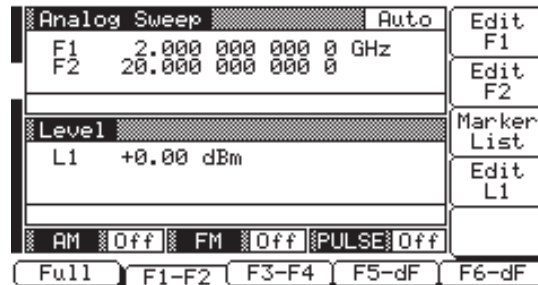 Analog Sweep Auto
F1 2.000 000 000 0 GHz
F2 20.000 000 000 0
Level
L1 +0.00 dBm
AM Off FM Off PULSE Off
Edit
F1
Edit
F2
Marker
List
Edit
L1
Full F1-F2 F3-F4 F5-dF F6-dF